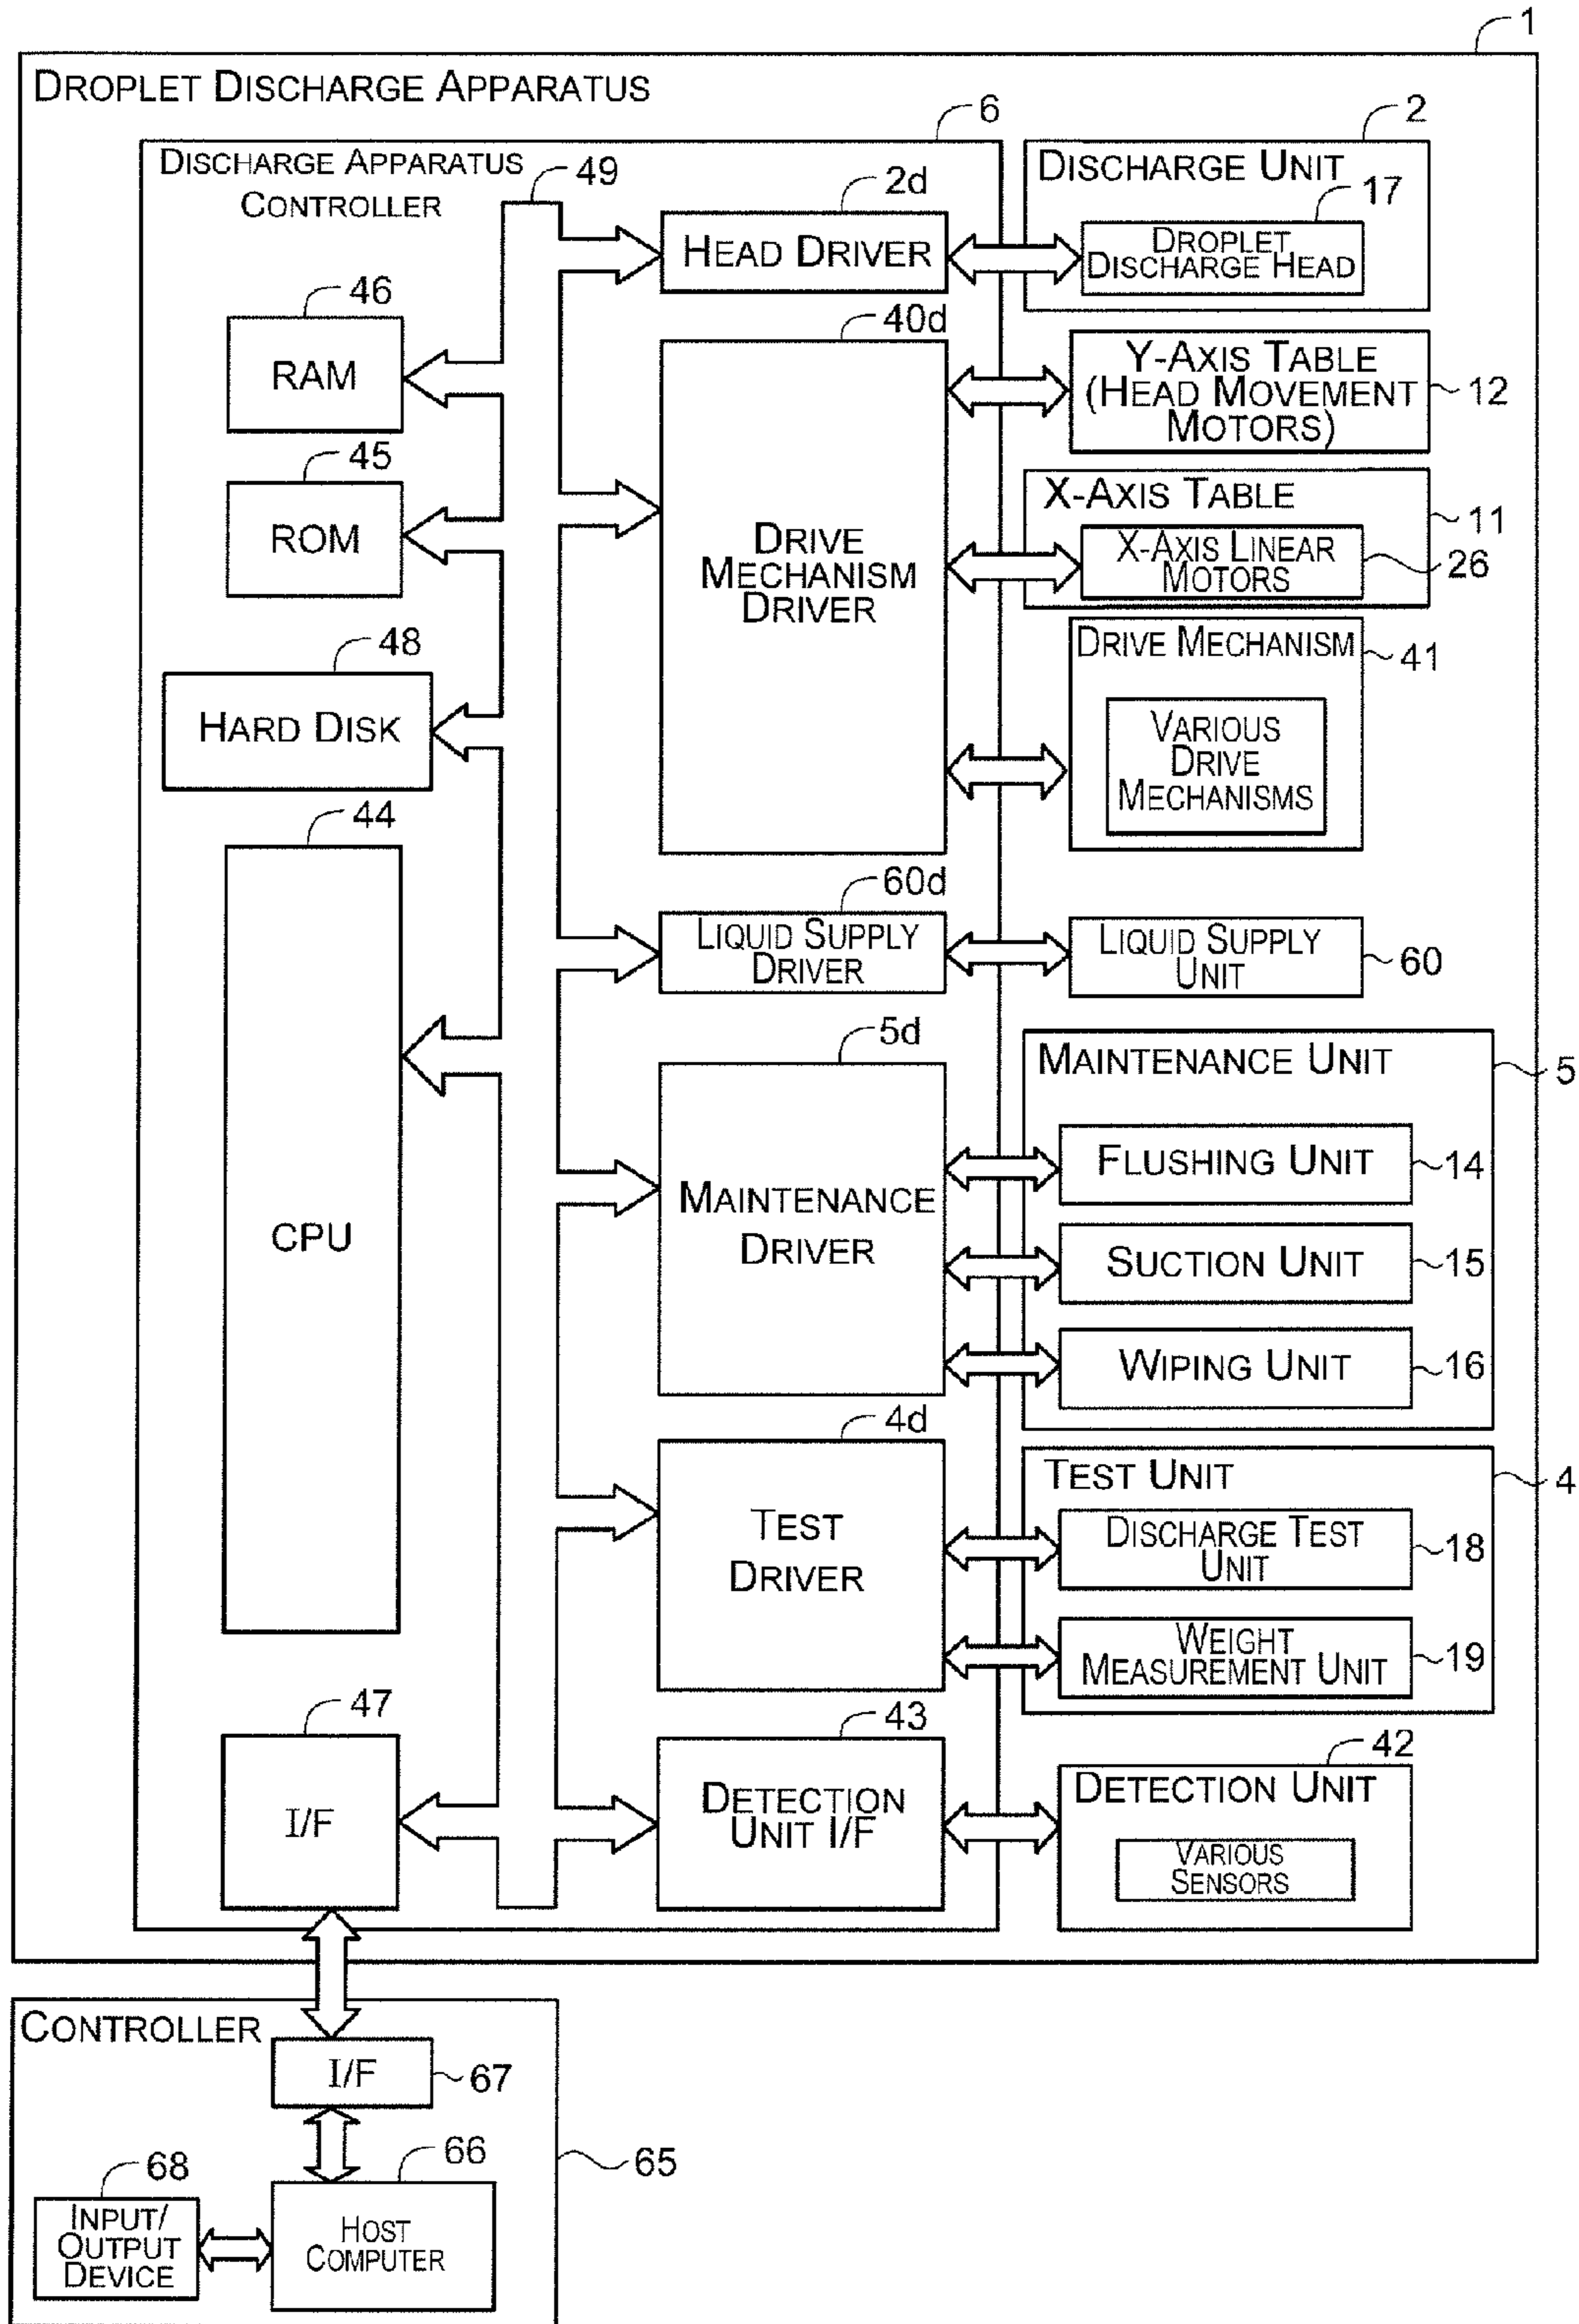 1
DROPLET DISCHARGE APPARATUS
6
2
DISCHARGE APPARATUS
CONTROLLER
49
2d
HEAD DRIVER
DISCHARGE UNIT
17
DROPLET
DISCHARGE HEAD
46
RAM
40d
DRIVE
MECHANISM
DRIVER
Y-AXIS TABLE
(HEAD MOVEMENT
MOTORS)
12
45
ROM
X-AXIS TABLE
11
X-AXIS LINEAR
MOTORS
26
48
HARD DISK
DRIVE MECHANISM
41
VARIOUS
DRIVE
MECHANISMS
44
CPU
60d
LIQUID SUPPLY
DRIVER
LIQUID SUPPLY
UNIT
60
5d
MAINTENANCE
DRIVER
MAINTENANCE UNIT
5
FLUSHING UNIT
14
SUCTION UNIT
15
WIPING UNIT
16
4d
TEST
DRIVER
TEST UNIT
4
DISCHARGE TEST
UNIT
18
WEIGHT
MEASUREMENT UNIT
19
47
I/F
43
DETECTION
UNIT I/F
42
DETECTION UNIT
VARIOUS
SENSORS
CONTROLLER
I/F
67
65
68
INPUT/
OUTPUT
DEVICE
66
HOST
COMPUTER